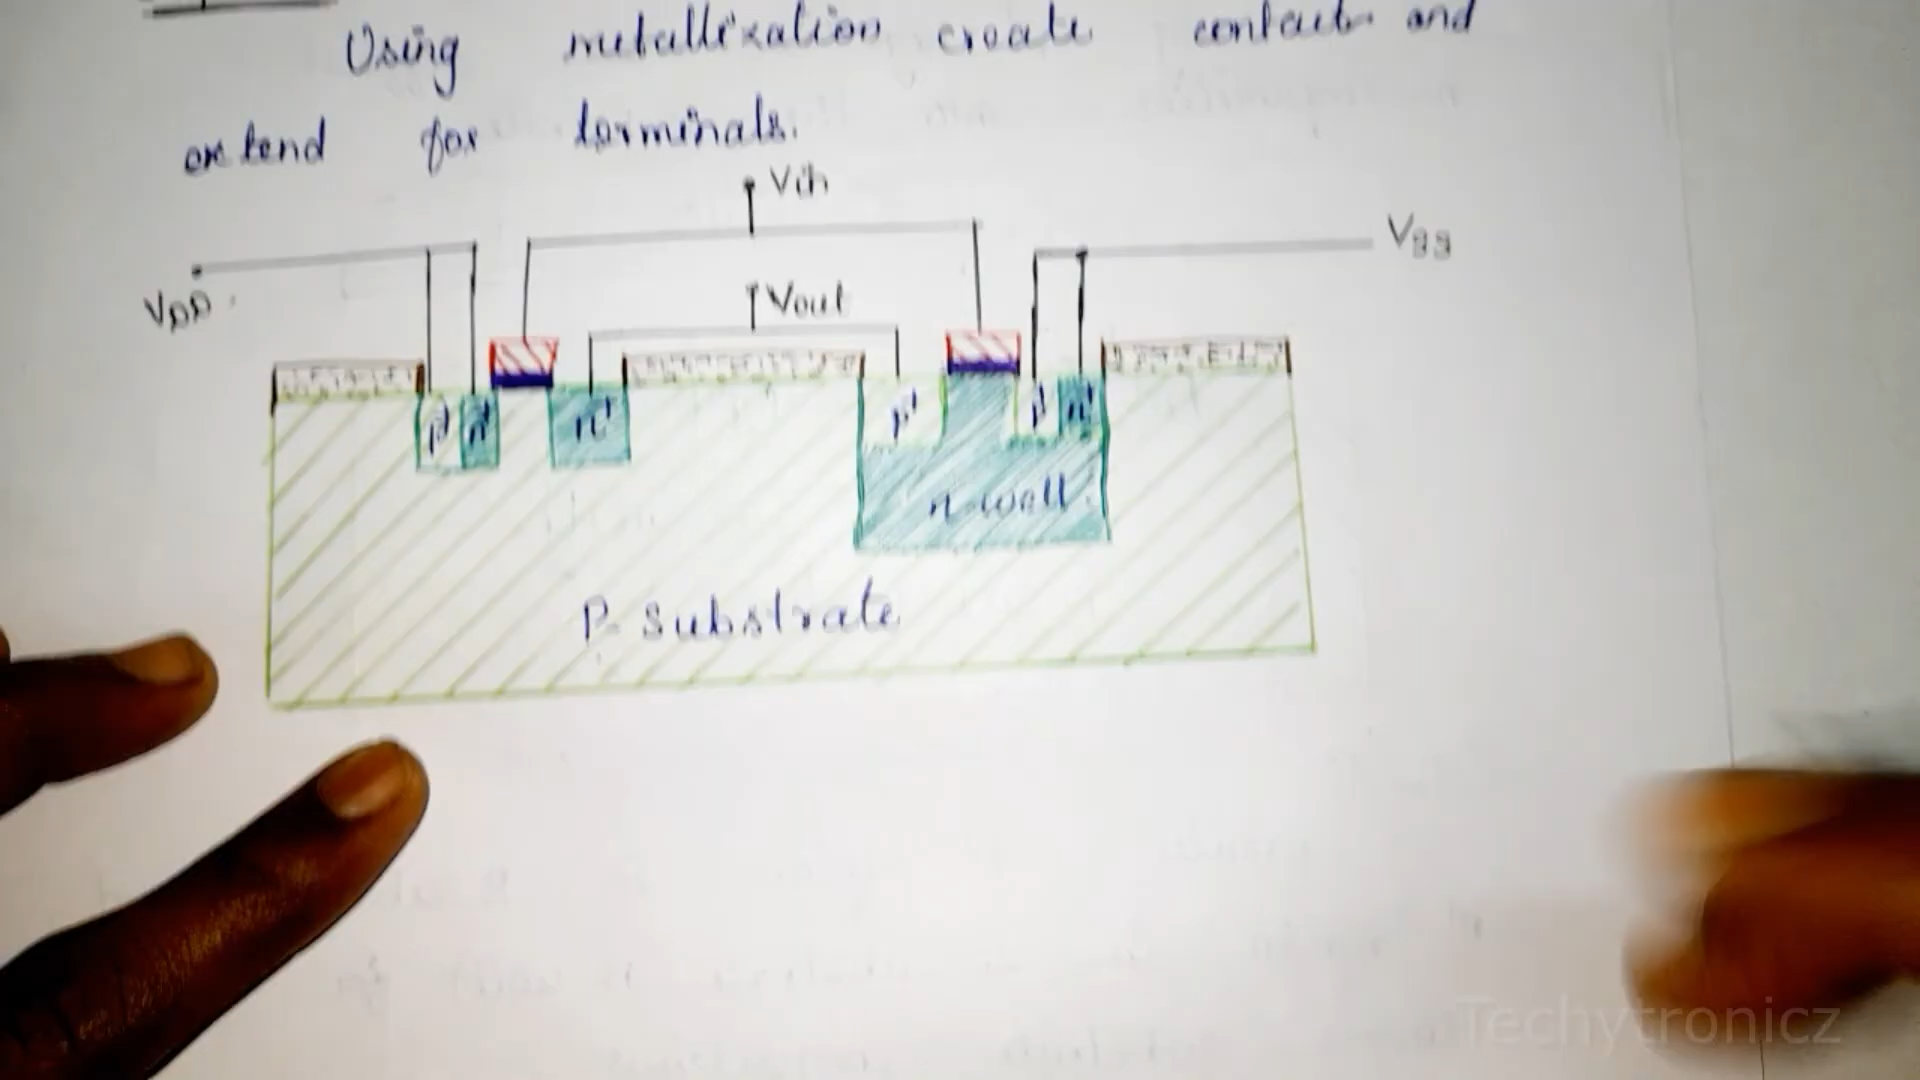 Using metallization create contacts and
extend for terminals.
Vin
VDD
Vss
Vout
p+ n+ n+ p+ p+ n+
n-well
P-substrate
Techytronicz